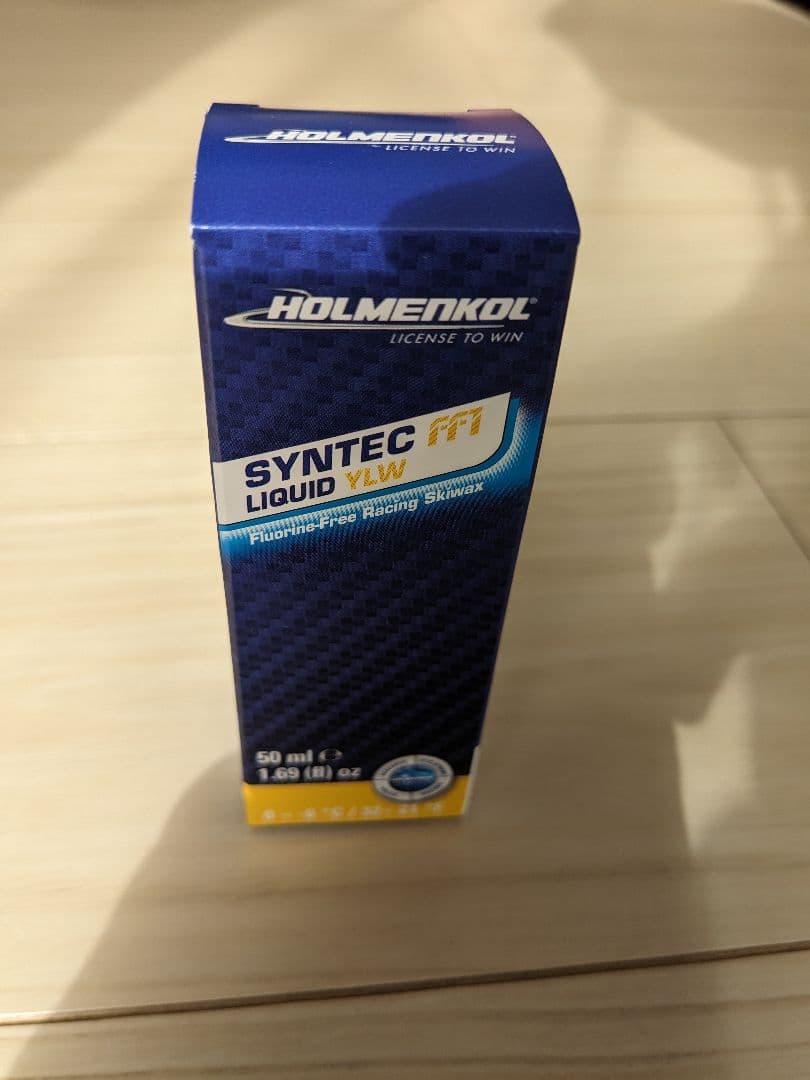 HOLMENKOL
LICENSE TO WIN
HOLMENKOL®
LICENSE TO WIN
SYNTEC FF1
LIQUID YLW
Fluorine-Free Racing Skiwax
50 ml ℮
1.69 (fl) oz